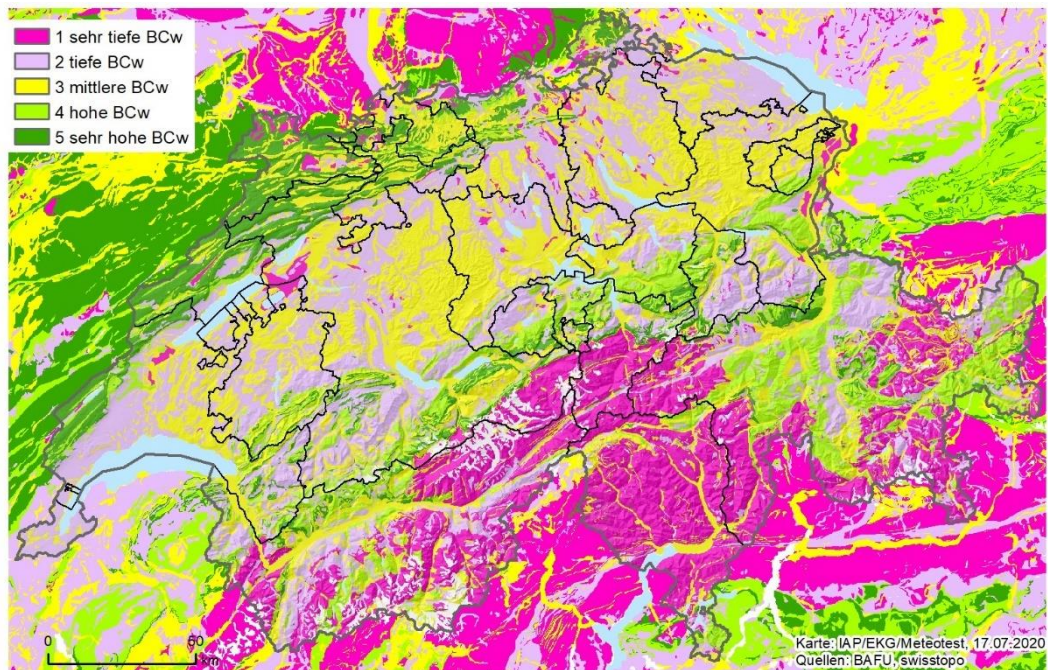 1 sehr tiefe BCw
2 tiefe BCw
3 mittlere BCw
4 hohe BCw
5 sehr hohe BCw
0 60
km
Karte: IAP/EKG/Meteotest, 17.07.2020
Quellen: BAFU, swisstopo